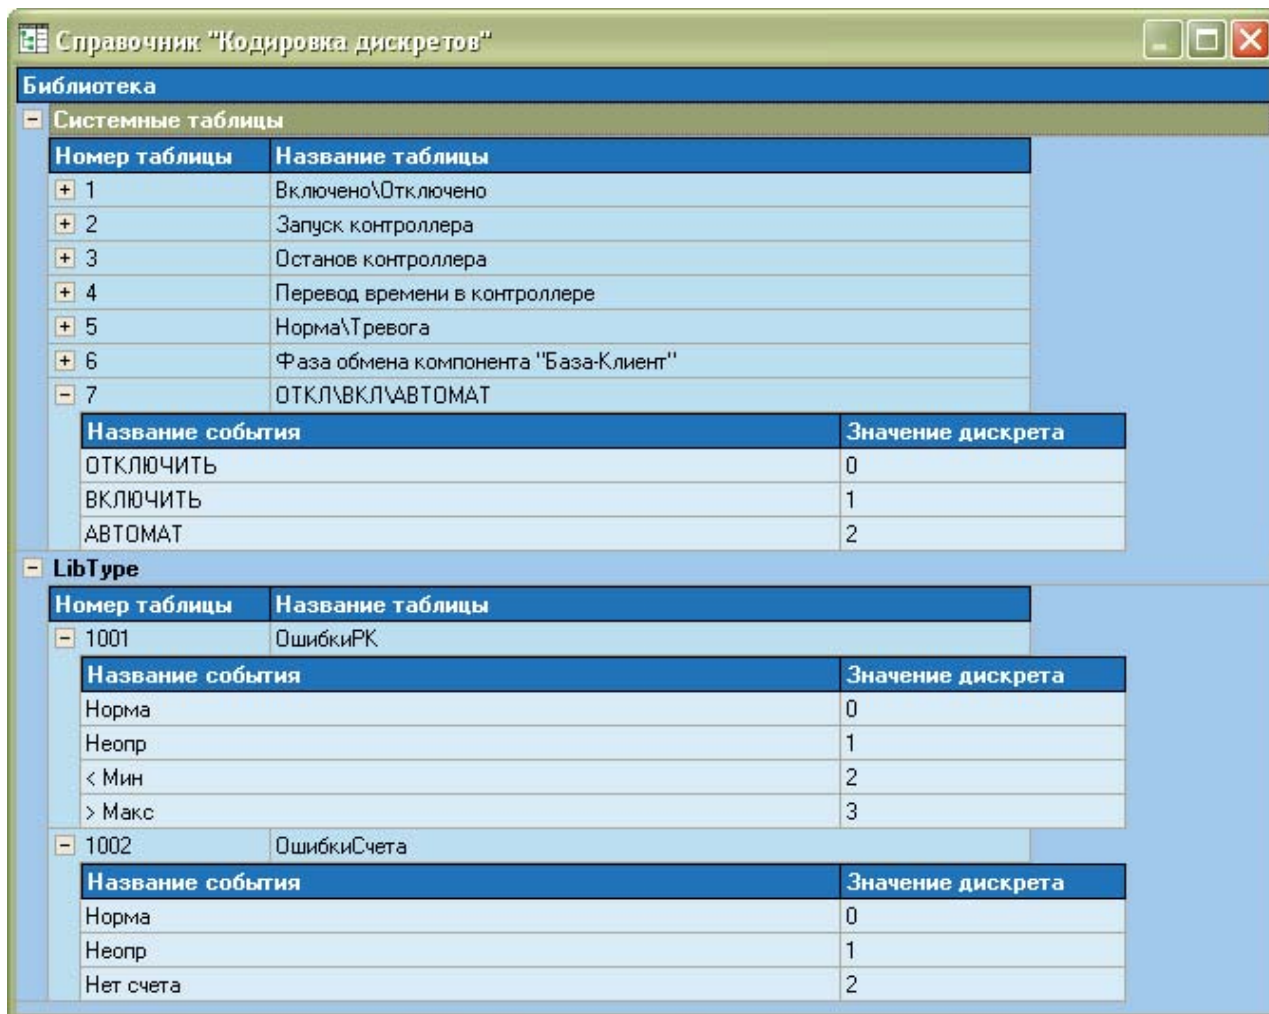 Справочник "Кодировка дискретов"
Библиотека
Системные таблицы
Номер таблицы Название таблицы
1 Включено\Отключено
2 Запуск контроллера
3 Останов контроллера
4 Перевод времени в контроллере
5 Норма\Тревога
6 Фаза обмена компонента "База-Клиент"
7 ОТКЛ\ВКЛ\АВТОМАТ
Название события Значение дискрета
ОТКЛЮЧИТЬ 0
ВКЛЮЧИТЬ 1
АВТОМАТ 2
LibType
Номер таблицы Название таблицы
1001 ОшибкиРК
Название события Значение дискрета
Норма 0
Неопр 1
< Мин 2
> Макс 3
1002 ОшибкиСчета
Название события Значение дискрета
Норма 0
Неопр 1
Нет счета 2